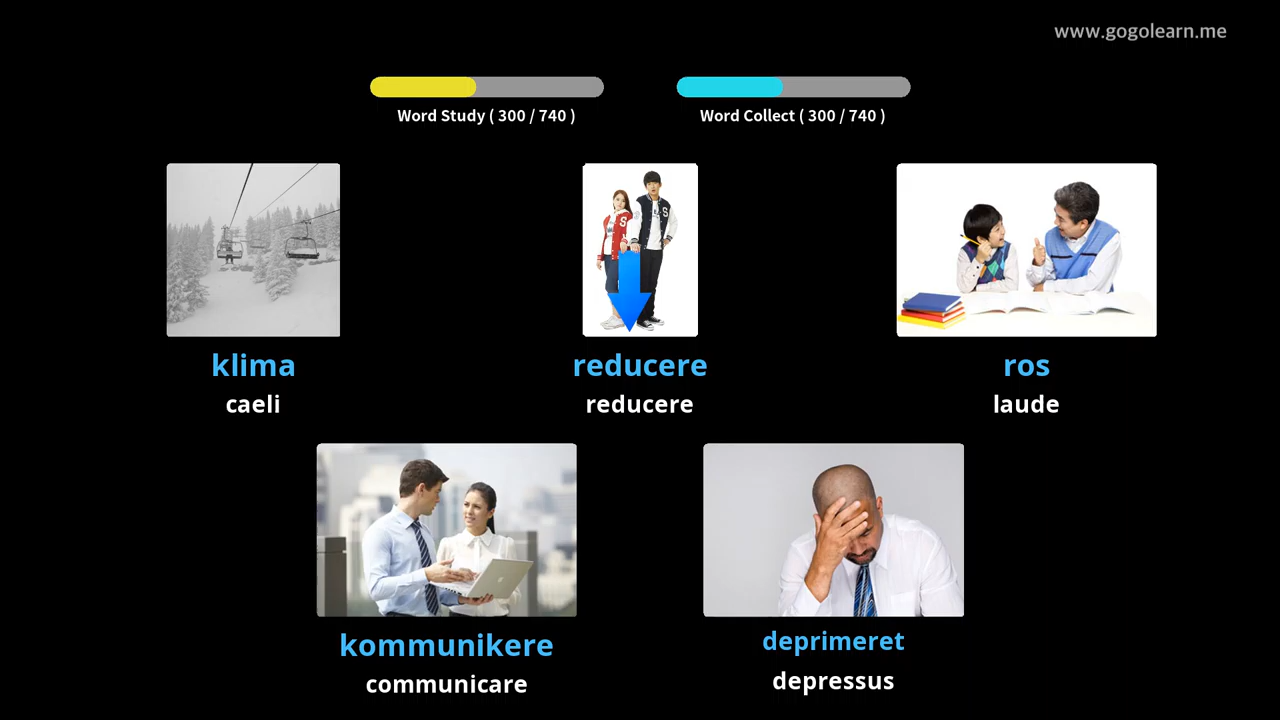 www.gogolearn.me
Word Study ( 300 / 740 )
Word Collect ( 300 / 740 )
S
S
klima
reducere
ros
caeli
reducere
laude
kommunikere
deprimeret
communicare
depressus